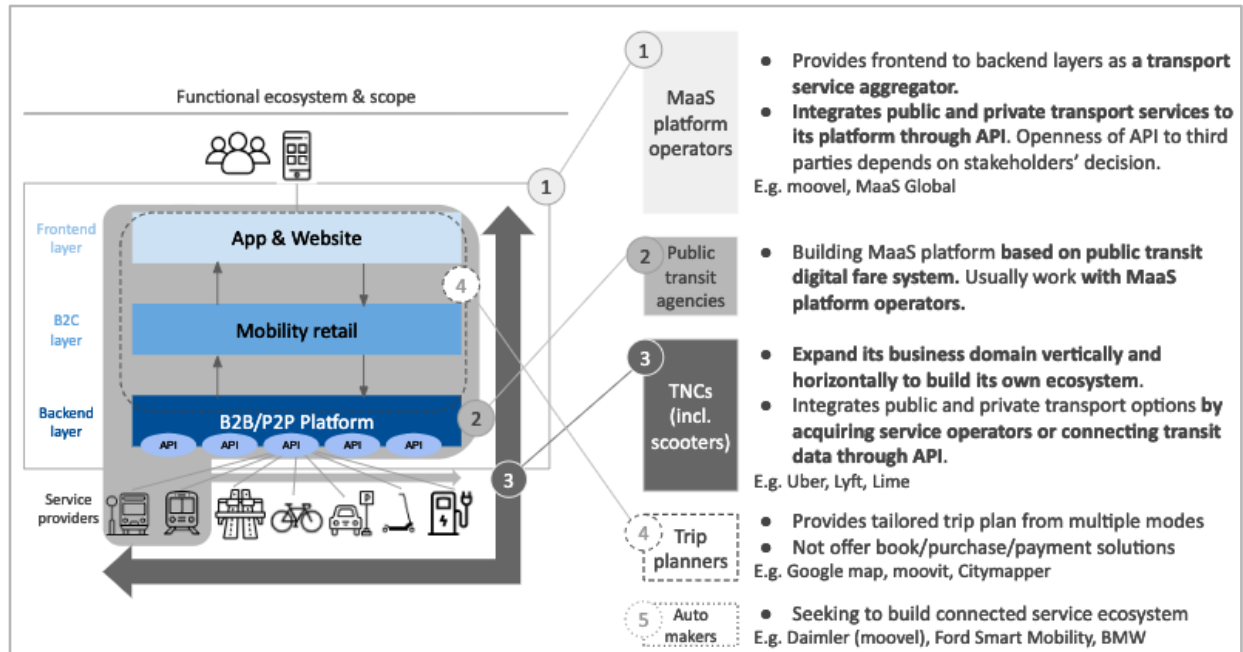 Functional ecosystem & scope
1
Frontend
layer
App & Website
4
B2C
layer
Mobility retail
Backend
layer
B2B/P2P Platform
2
API
API
API
API
API
Service
providers
P
3
1
MaaS
platform
operators
● Provides frontend to backend layers as a transport
service aggregator.
● Integrates public and private transport services to
its platform through API. Openness of API to third
parties depends on stakeholders’ decision.
E.g. moovel, MaaS Global
2
Public
transit
agencies
● Building MaaS platform based on public transit
digital fare system. Usually work with MaaS
platform operators.
3
TNCs
(incl.
scooters)
● Expand its business domain vertically and
horizontally to build its own ecosystem.
● Integrates public and private transport options by
acquiring service operators or connecting transit
data through API.
E.g. Uber, Lyft, Lime
4
Trip
planners
● Provides tailored trip plan from multiple modes
● Not offer book/purchase/payment solutions
E.g. Google map, moovit, Citymapper
5
Auto
makers
● Seeking to build connected service ecosystem
E.g. Daimler (moovel), Ford Smart Mobility, BMW